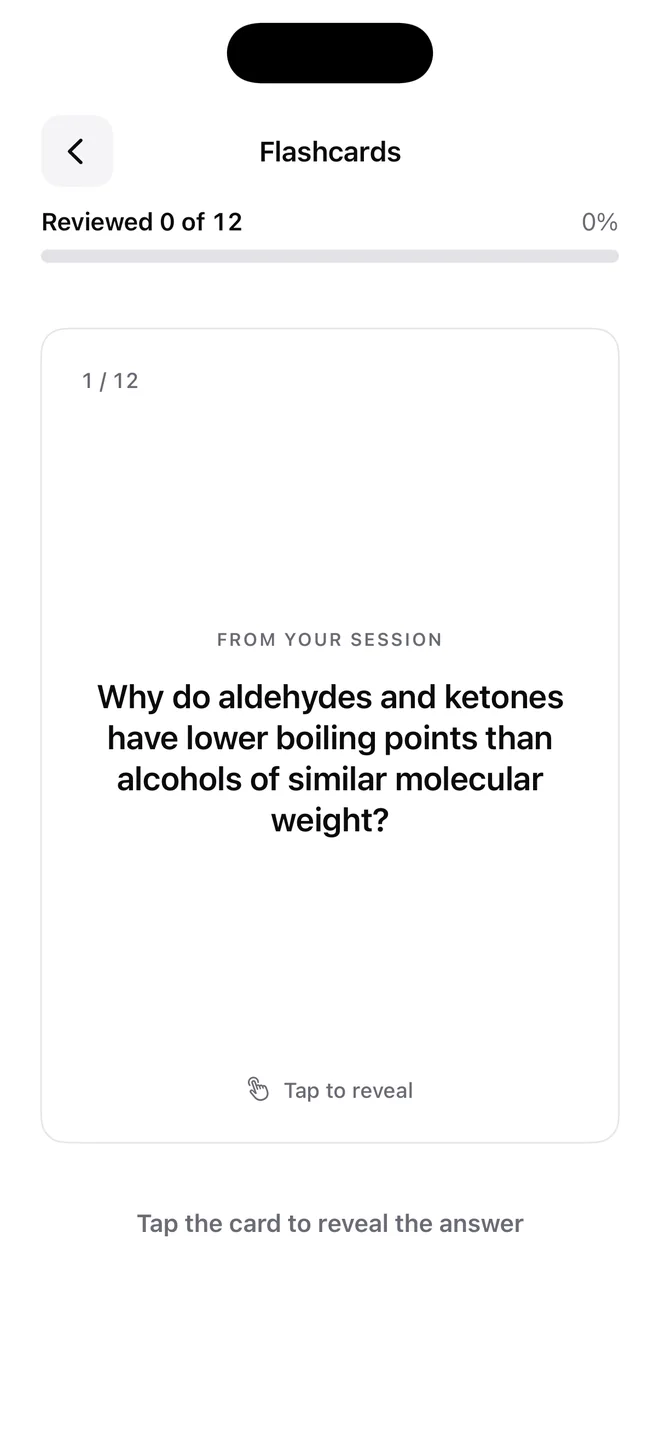 Flashcards
Reviewed 0 of 12
0%
1 / 12
FROM YOUR SESSION
Why do aldehydes and ketones
have lower boiling points than
alcohols of similar molecular
weight?
Tap to reveal
Tap the card to reveal the answer